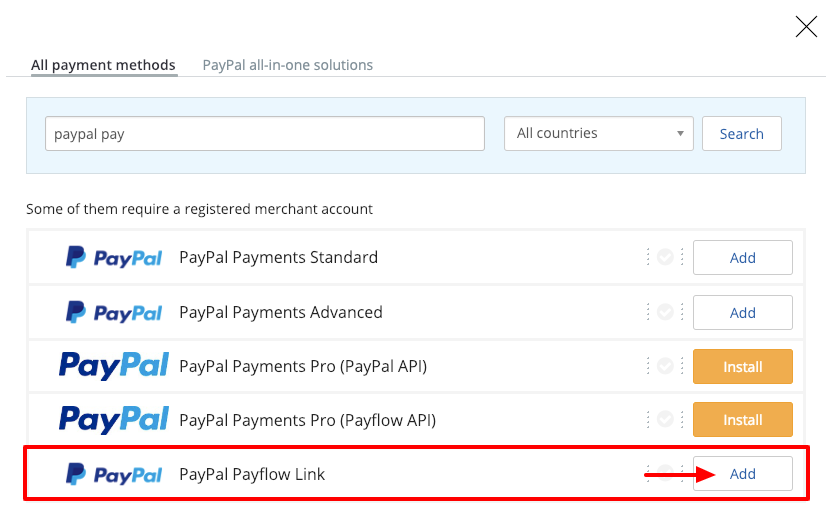 All payment methods PayPal all-in-one solutions
paypal pay All countries Search
Some of them require a registered merchant account
PayPal PayPal Payments Standard Add
PayPal PayPal Payments Advanced Add
PayPal PayPal Payments Pro (PayPal API) Install
PayPal PayPal Payments Pro (Payflow API) Install
PayPal PayPal Payflow Link Add